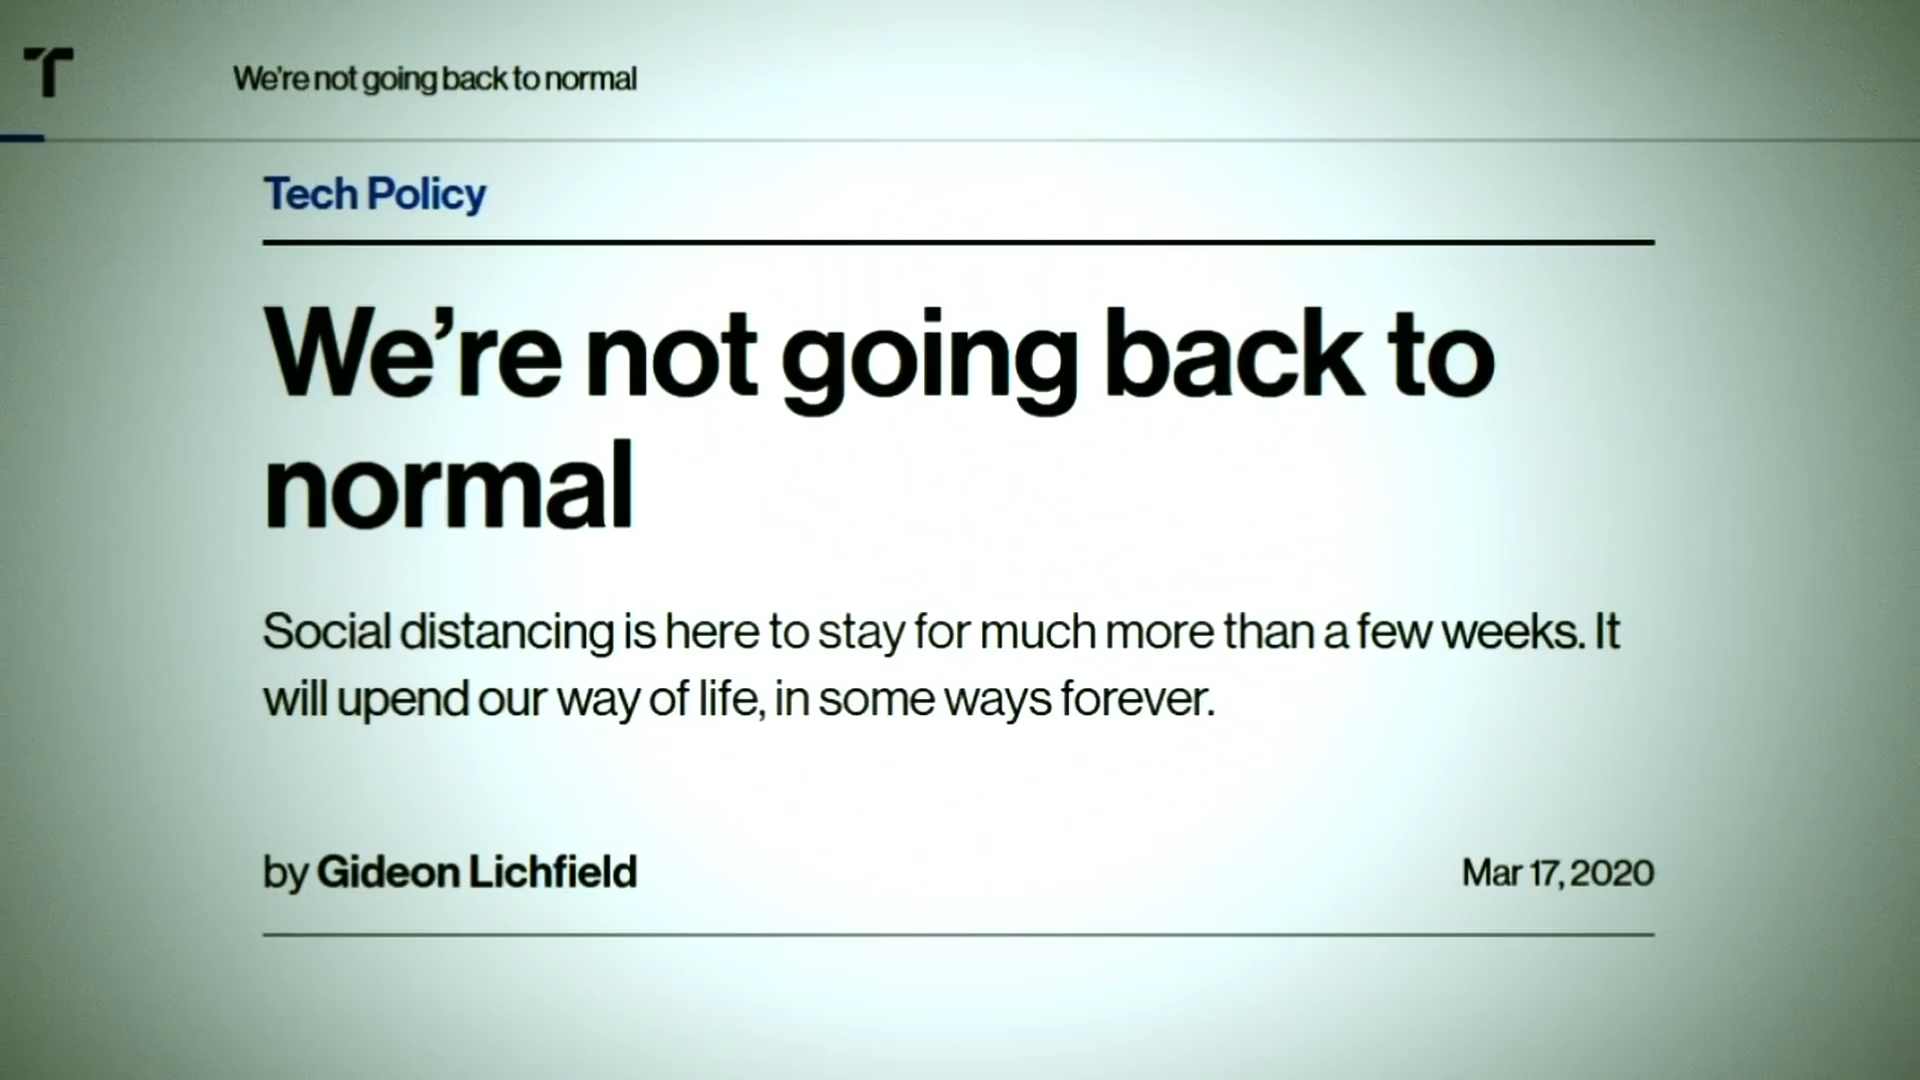 We're not going back to normal
Tech Policy
We’re not going back to
normal
Social distancing is here to stay for much more than a few weeks. It
will upend our way of life, in some ways forever.
by Gideon Lichfield
Mar 17, 2020